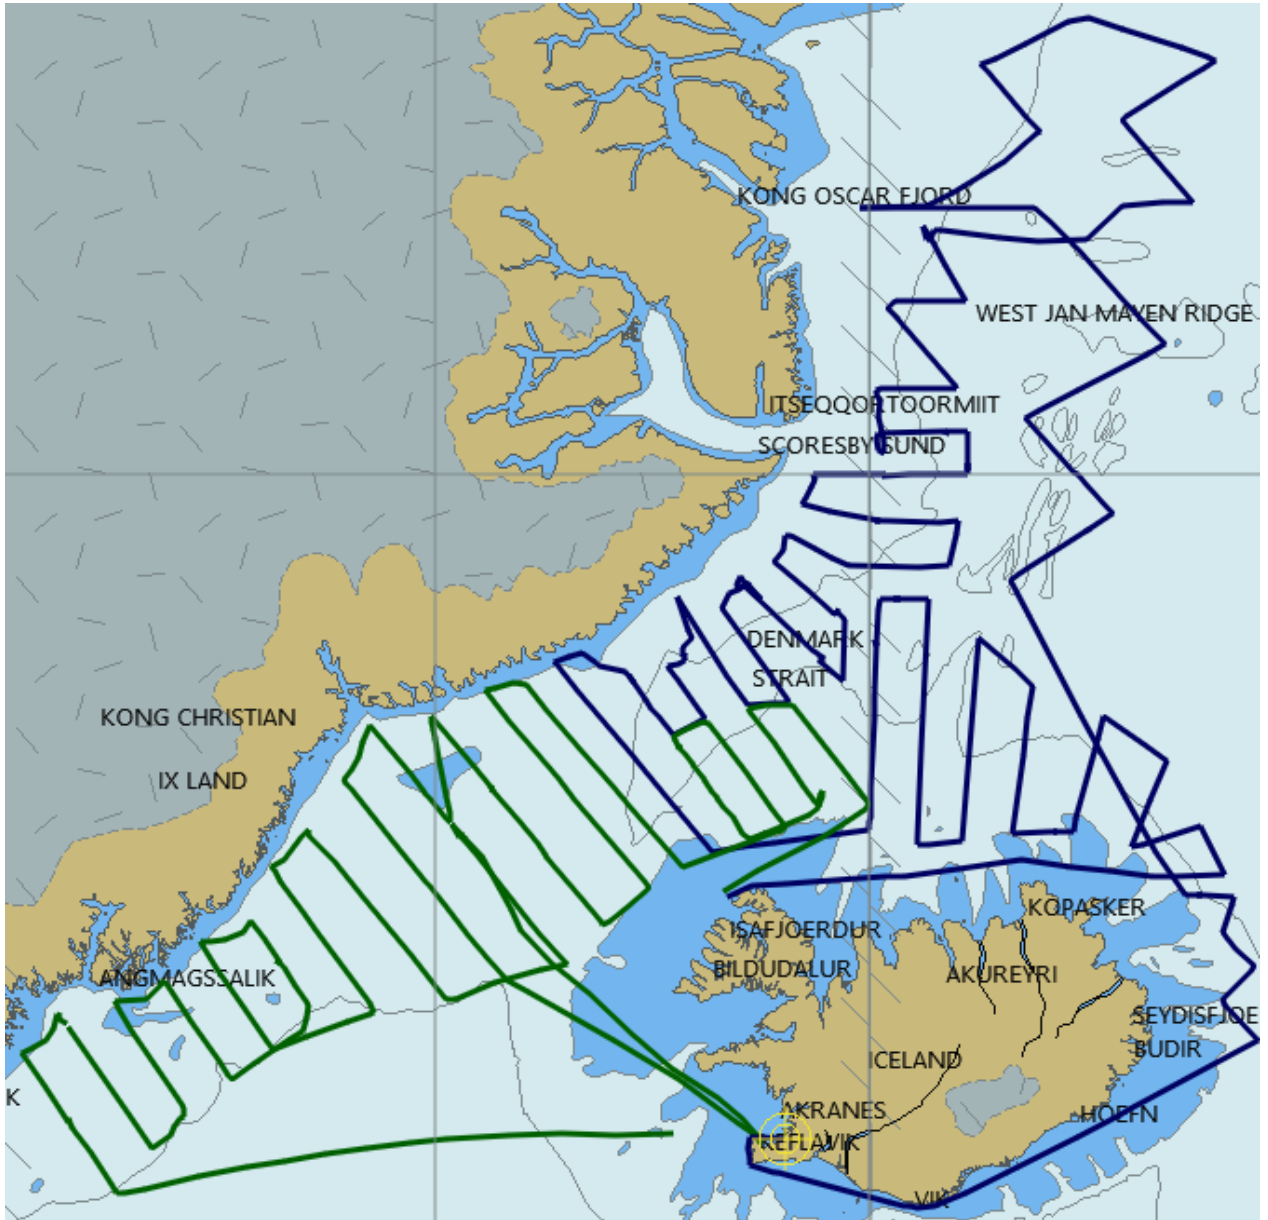 KONG OSCAR FJORD
WEST JAN MAYEN RIDGE
ITSEQQORTOORMIIT
SCORESBY SUND
DENMARK
STRAIT
KONG CHRISTIAN
IX LAND
KOPASKER
ISAFJOERDUR
BILDUDALUR
AKUREYRI
ANGMAGSSALIK
SEYDISFJOE
BUDIR
ICELAND
K
AKRANES
HOEFN
KEFLAVIK
VIK